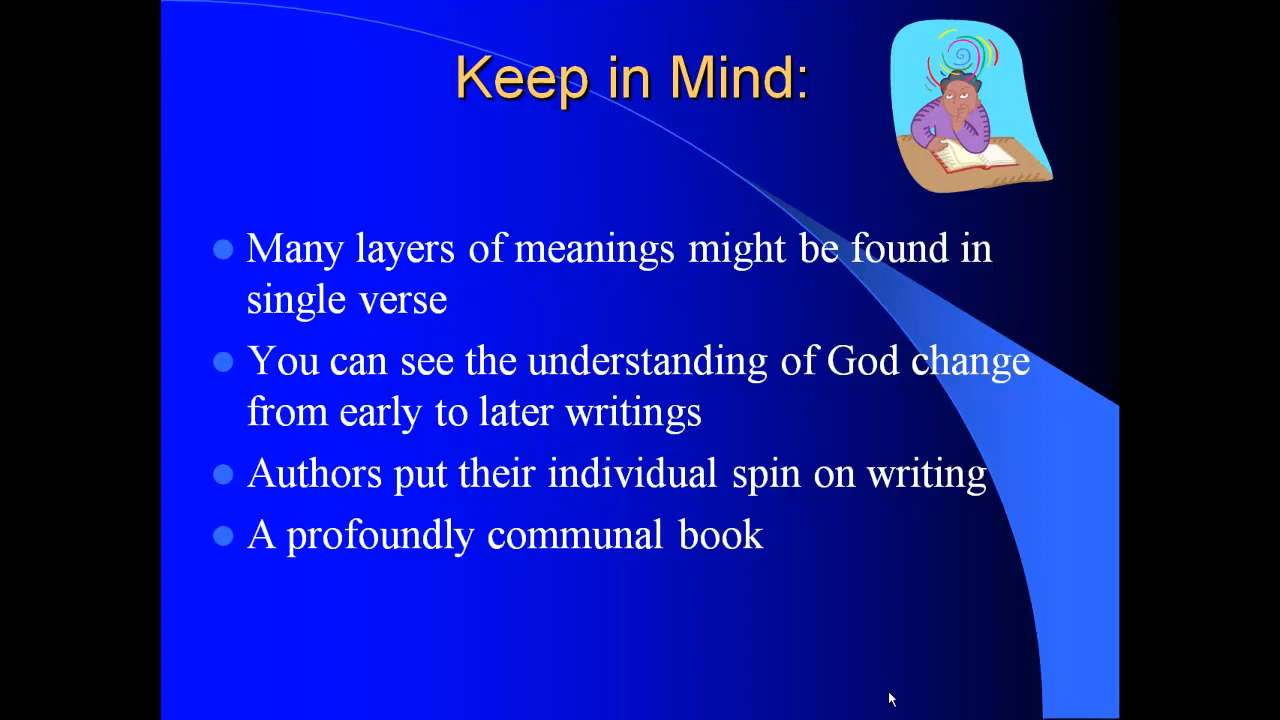 Keep in Mind:
Many layers of meanings might be found in
single verse
You can see the understanding of God change
from early to later writings
Authors put their individual spin on writing
A profoundly communal book